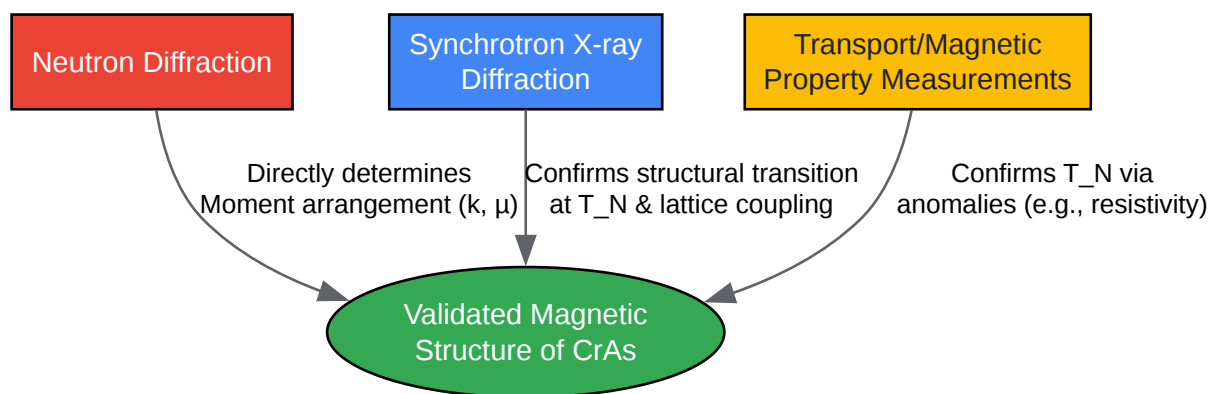 Neutron Diffraction
Synchrotron X-ray
Diffraction
Transport/Magnetic
Property Measurements
Directly determines
Moment arrangement (k, µ)
Confirms structural transition
at T_N & lattice coupling
Confirms T_N via
anomalies (e.g., resistivity)
Validated Magnetic
Structure of CrAs